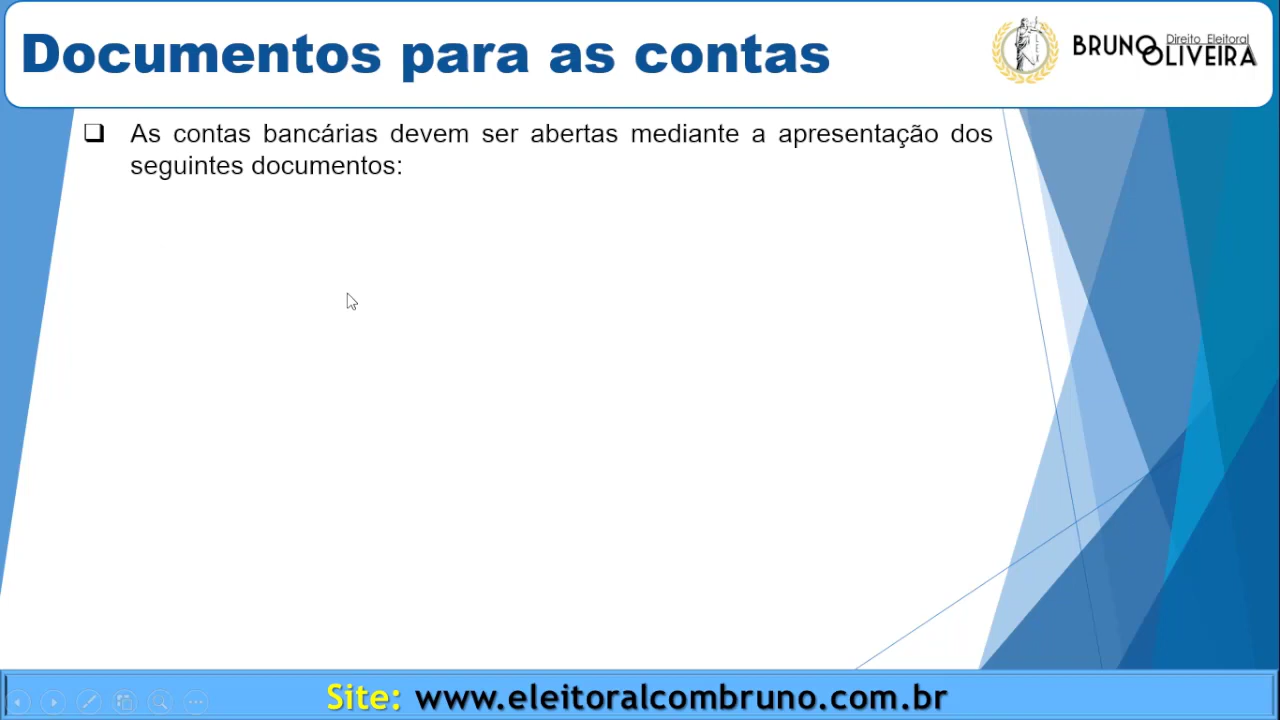 Documentos para as contas
Direito Eleitoral
BRUNO
OLIVEIRA
As contas bancárias devem ser abertas mediante a apresentação dos
seguintes documentos:
Site: www.eleitoralcombruno.com.br